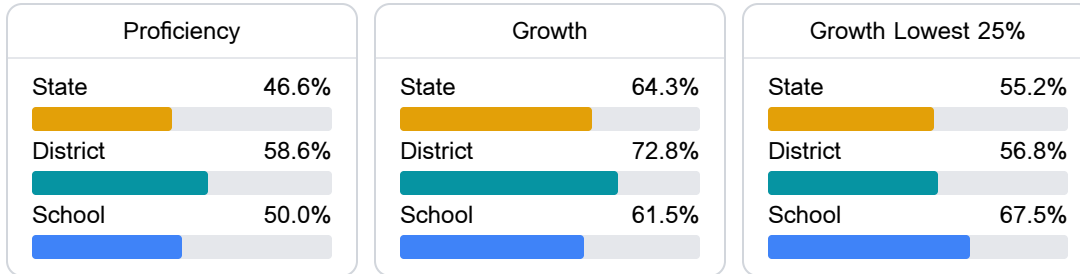 Proficiency
State 46.6%
District 58.6%
School 50.0%
Growth
State 64.3%
District 72.8%
School 61.5%
Growth Lowest 25%
State 55.2%
District 56.8%
School 67.5%